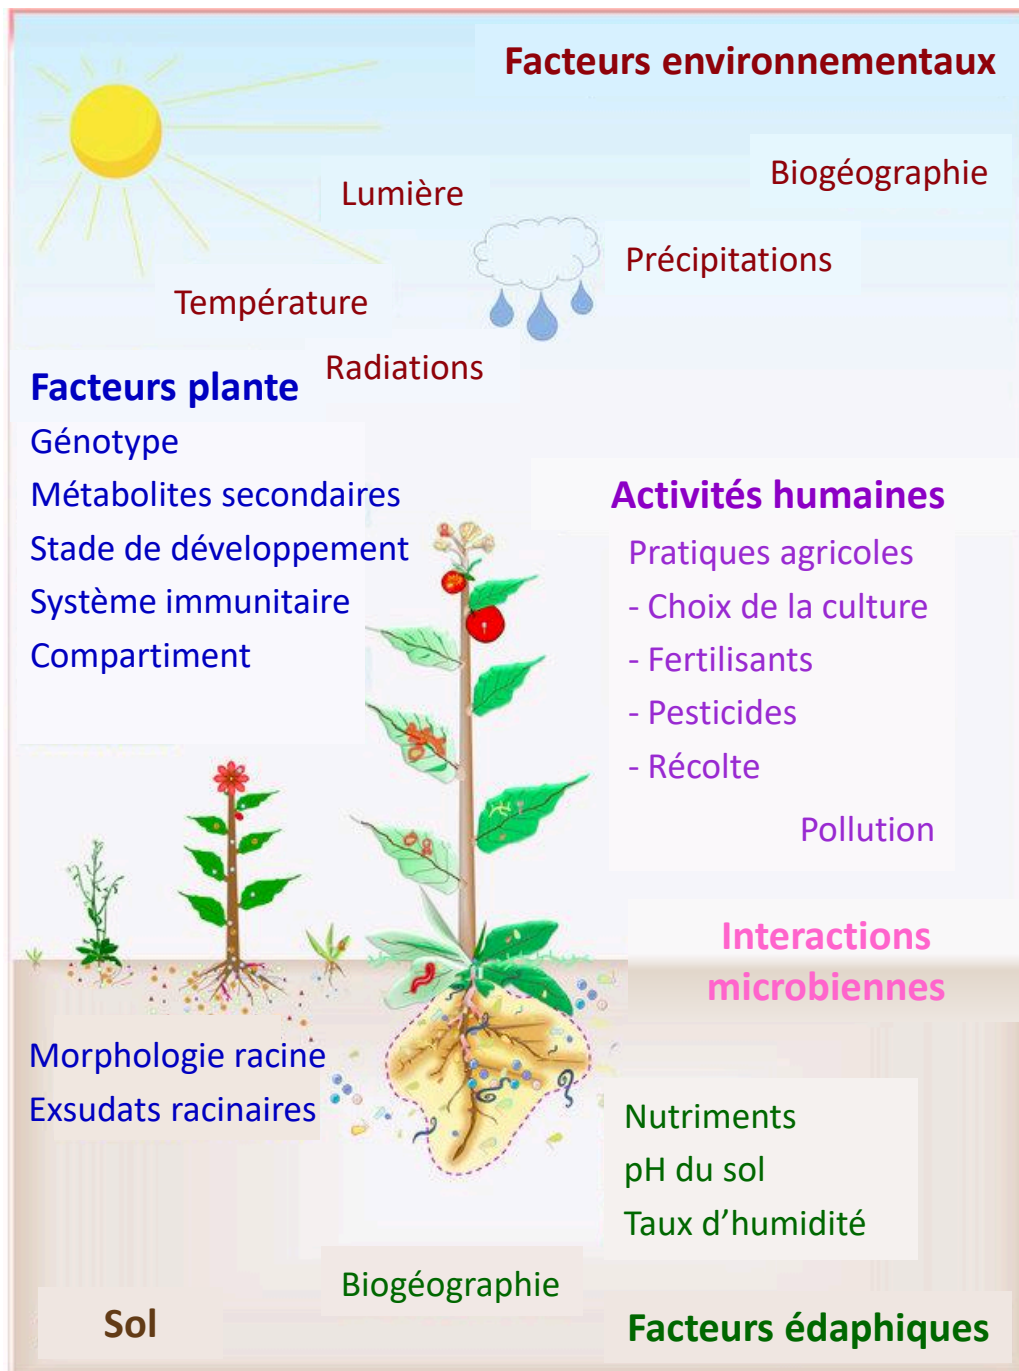 Facteurs environnementaux
Biogéographie
Lumière
Précipitations
Température
Radiations
Facteurs plante
Génotype
Métabolites secondaires
Stade de développement
Système immunitaire
Compartiment
Activités humaines
Pratiques agricoles
- Choix de la culture
- Fertilisants
- Pesticides
- Récolte
Pollution
Interactions
microbiennes
Morphologie racine
Exsudats racinaires
Nutriments
pH du sol
Taux d’humidité
Biogéographie
Sol
Facteurs édaphiques